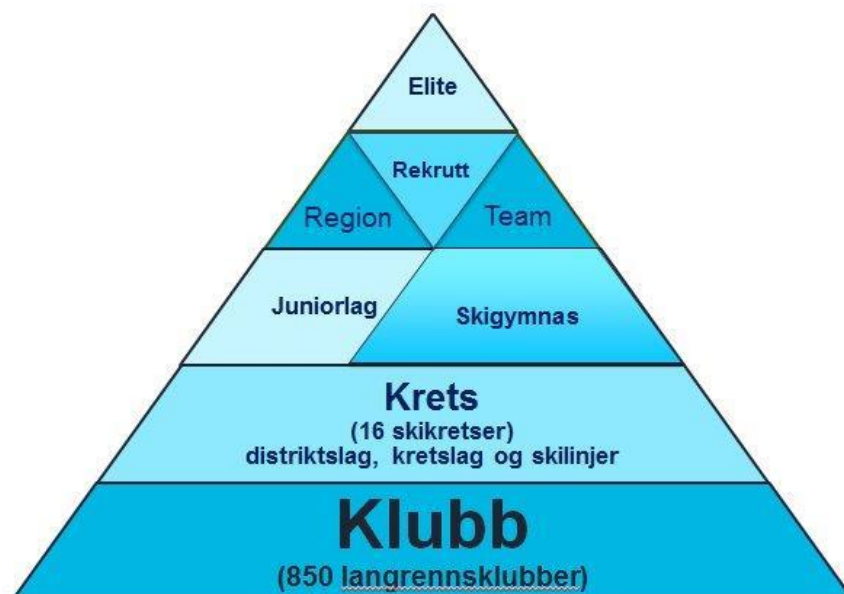 Elite
Rekrutt
Region
Team
Juniorlag
Skigymnas
Krets
(16 skikretser)
distriktslag, kretslag og skilinjer
Klubb
(850 langrennsklubber)